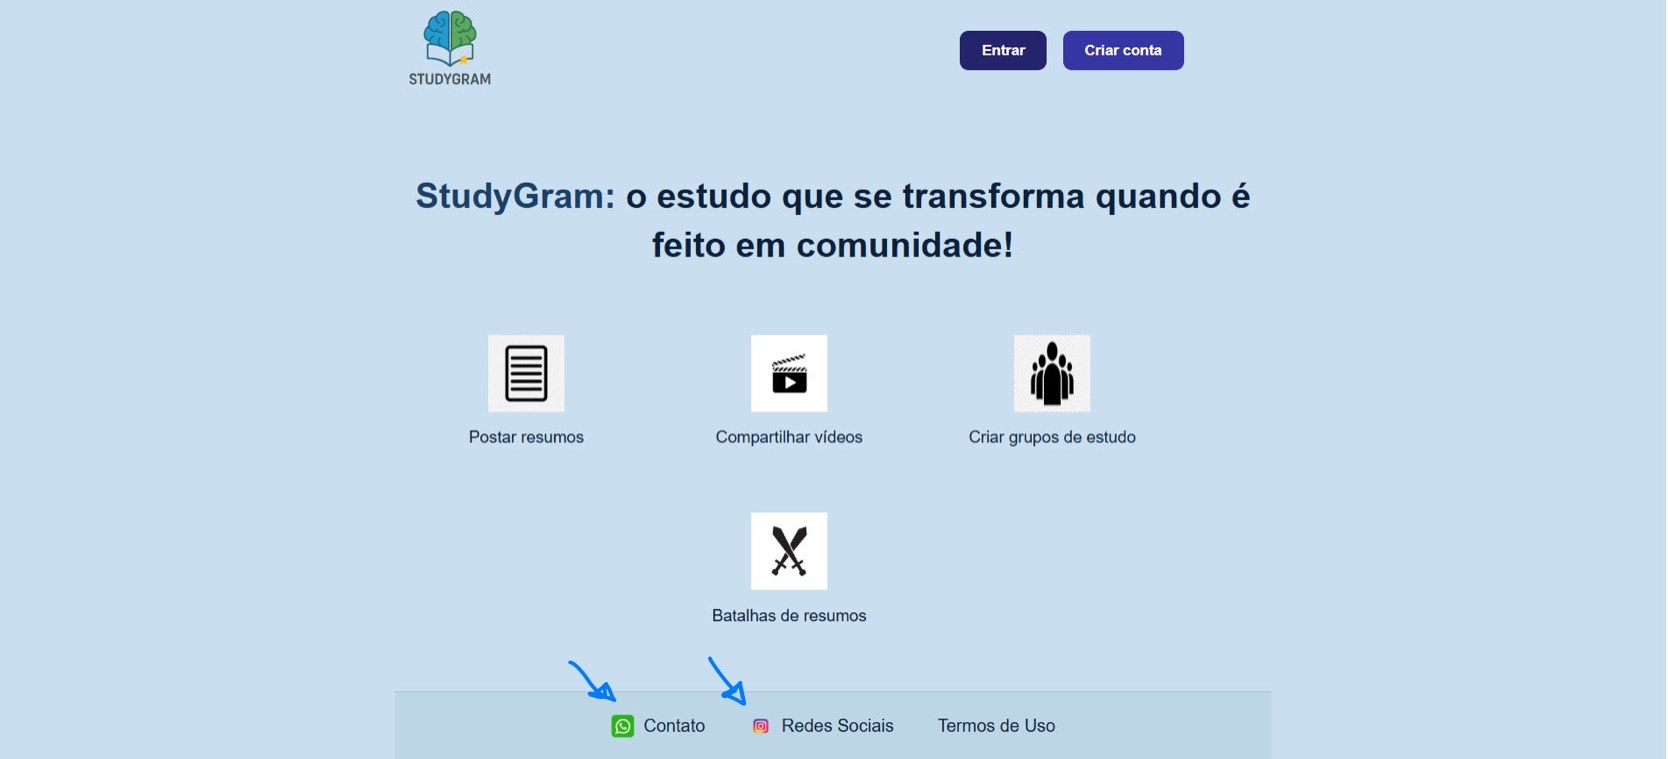 STUDYGRAM
Entrar
Criar conta
StudyGram: o estudo que se transforma quando é
feito em comunidade!
Postar resumos
Compartilhar vídeos
Criar grupos de estudo
Batalhas de resumos
Contato
Redes Sociais
Termos de Uso